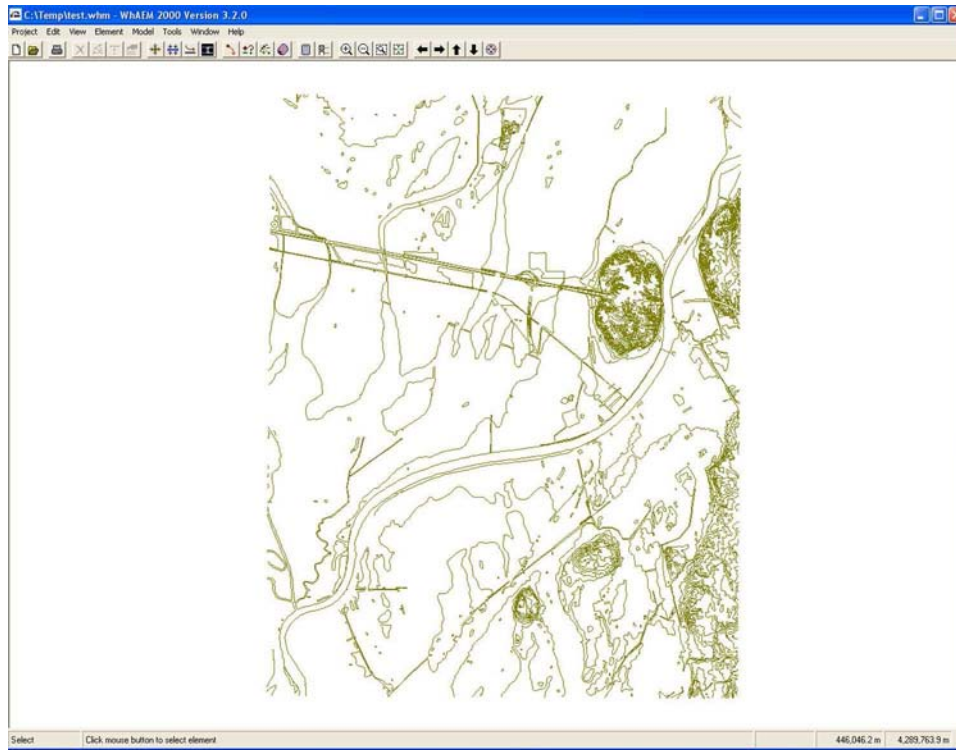 C:\Temp\test.whm - WhAEM 2000 Version 3.2.0
Project Edit View Element Model Tools Window Help
Select Click mouse button to select element 446,046.2 m 4,289,763.9 m